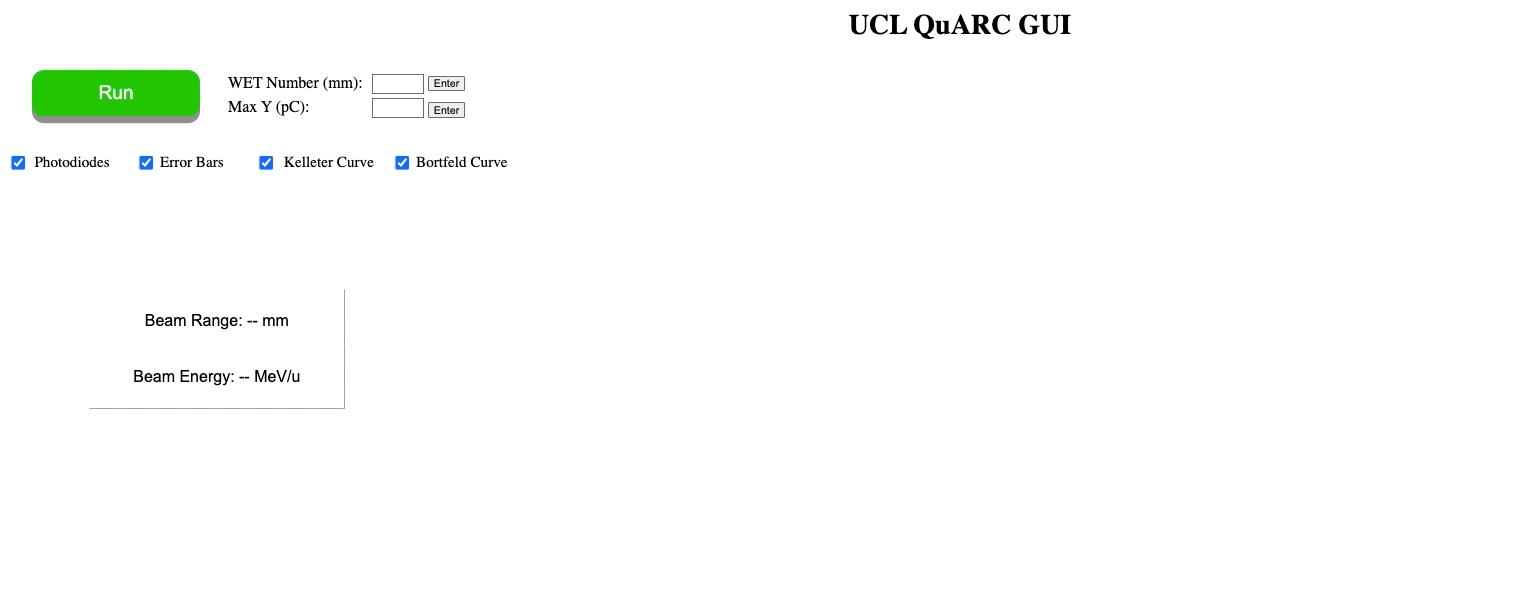 UCL QuARC GUI
Run
WET Number (mm): Enter
Max Y (pC): Enter
Photodiodes Error Bars Kelleter Curve Bortfeld Curve
Beam Range: -- mm
Beam Energy: -- MeV/u